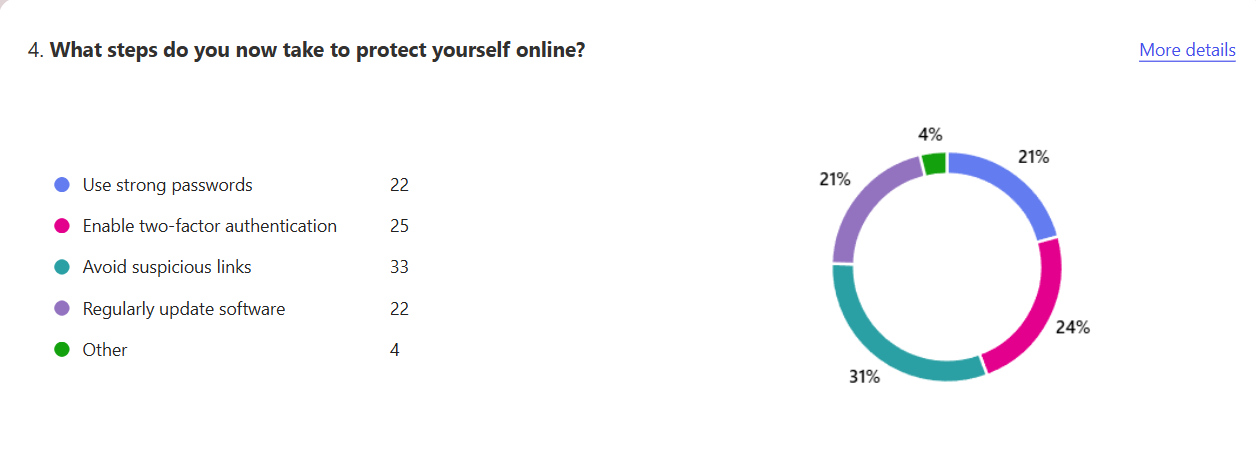 4. What steps do you now take to protect yourself online?
More details
Use strong passwords 22
Enable two-factor authentication 25
Avoid suspicious links 33
Regularly update software 22
Other 4
4%
21%
21%
24%
31%